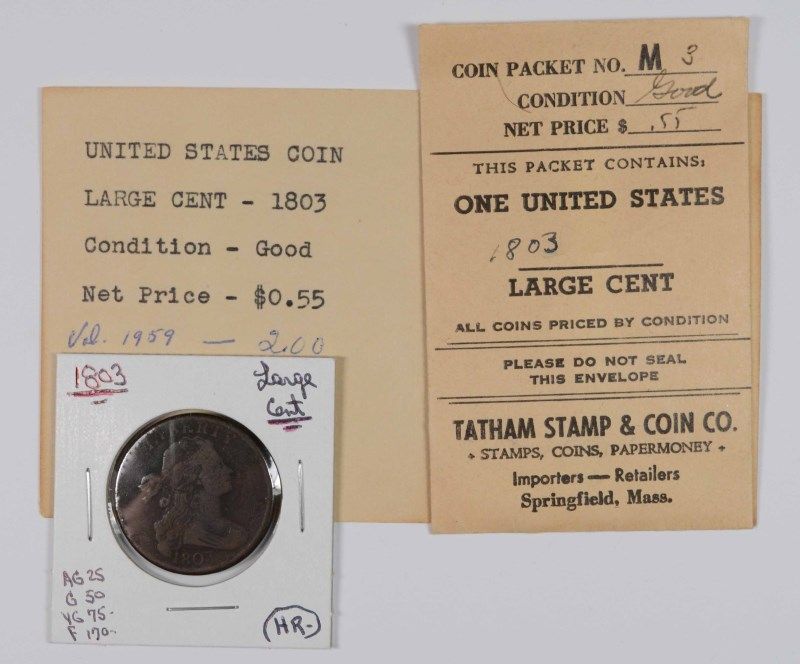 UNITED STATES COIN
LARGE CENT - 1803
Condition - Good
Net Price - $0.55
Val. 1959 — 2.00
COIN PACKET NO. M 3
CONDITION Good
NET PRICE $ .55
THIS PACKET CONTAINS:
ONE UNITED STATES
1803
LARGE CENT
ALL COINS PRICED BY CONDITION
PLEASE DO NOT SEAL
THIS ENVELOPE
TATHAM STAMP & COIN CO.
STAMPS, COINS, PAPERMONEY
Importers — Retailers
Springfield, Mass.
1803
Large
Cent
LIBERTY
1803
AG 25
G 50
VG 75-
F 170-
HR-